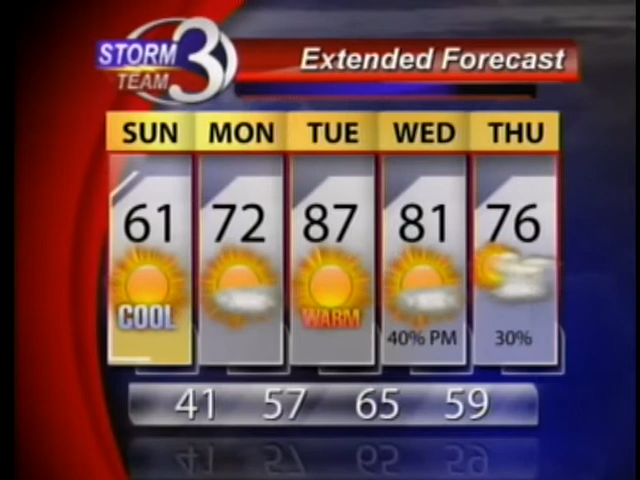 STORM 3
TEAM
Extended Forecast
SUN MON TUE WED THU
61 72 87 81 76
COOL WARM
40% PM 30%
41 57 65 59